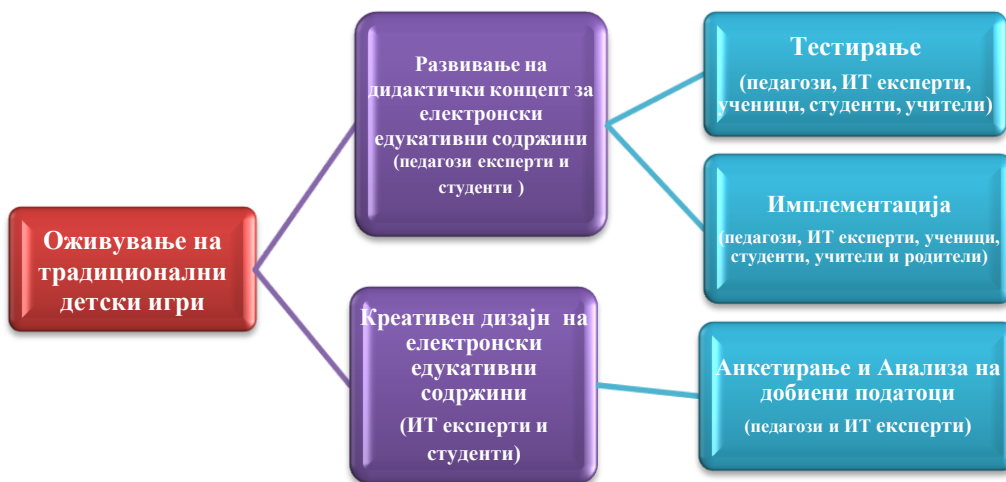 Оживување на
традиционални
детски игри
Развивање на
дидактички концепт за
електронски
едукативни содржини
(педагози експерти и
студенти )
Креативен дизајн на
електронски
едукативни
содржини
(ИТ експерти и
студенти)
Тестирање
(педагози, ИТ експерти,
ученици, студенти, учители)
Имплементација
(педагози, ИТ експерти, ученици,
студенти, учители и родители)
Анкетирање и Анализа на
добиени податоци
(педагози и ИТ експерти)